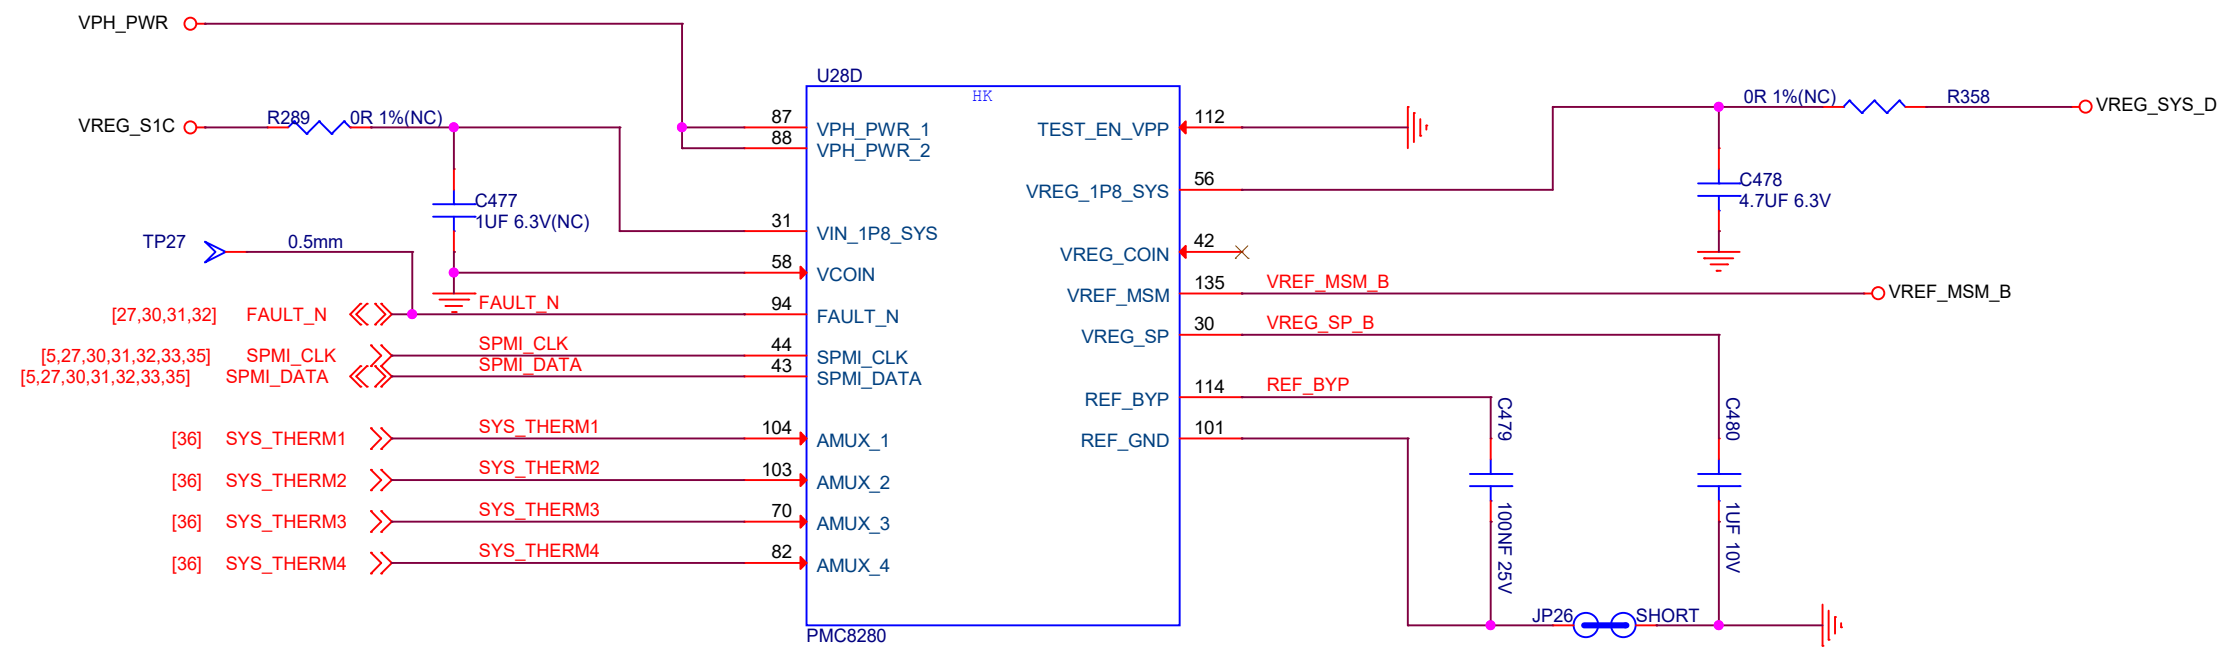 VPH_PWR
U28D
HK
VREG_S1C
R289
0R 1%(NC)
C477
1UF 6.3V(NC)
TP27
0.5mm
[27,30,31,32] FAULT_N
FAULT_N
[5,27,30,31,32,33,35] SPMI_CLK
SPMI_CLK
[5,27,30,31,32,33,35] SPMI_DATA
SPMI_DATA
[36] SYS_THERM1
SYS_THERM1
[36] SYS_THERM2
SYS_THERM2
[36] SYS_THERM3
SYS_THERM3
[36] SYS_THERM4
SYS_THERM4
87 VPH_PWR_1
88 VPH_PWR_2
31 VIN_1P8_SYS
58 VCOIN
94 FAULT_N
44 SPMI_CLK
43 SPMI_DATA
104 AMUX_1
103 AMUX_2
70 AMUX_3
82 AMUX_4
TEST_EN_VPP 112
VREG_1P8_SYS 56
VREG_COIN 42
VREF_MSM 135
VREG_SP 30
REF_BYP 114
REF_GND 101
PMC8280
0R 1%(NC)
R358
VREG_SYS_D
C478
4.7UF 6.3V
VREF_MSM_B
VREF_MSM_B
VREG_SP_B
REF_BYP
C479
100NF 25V
C480
1UF 10V
JP26
SHORT